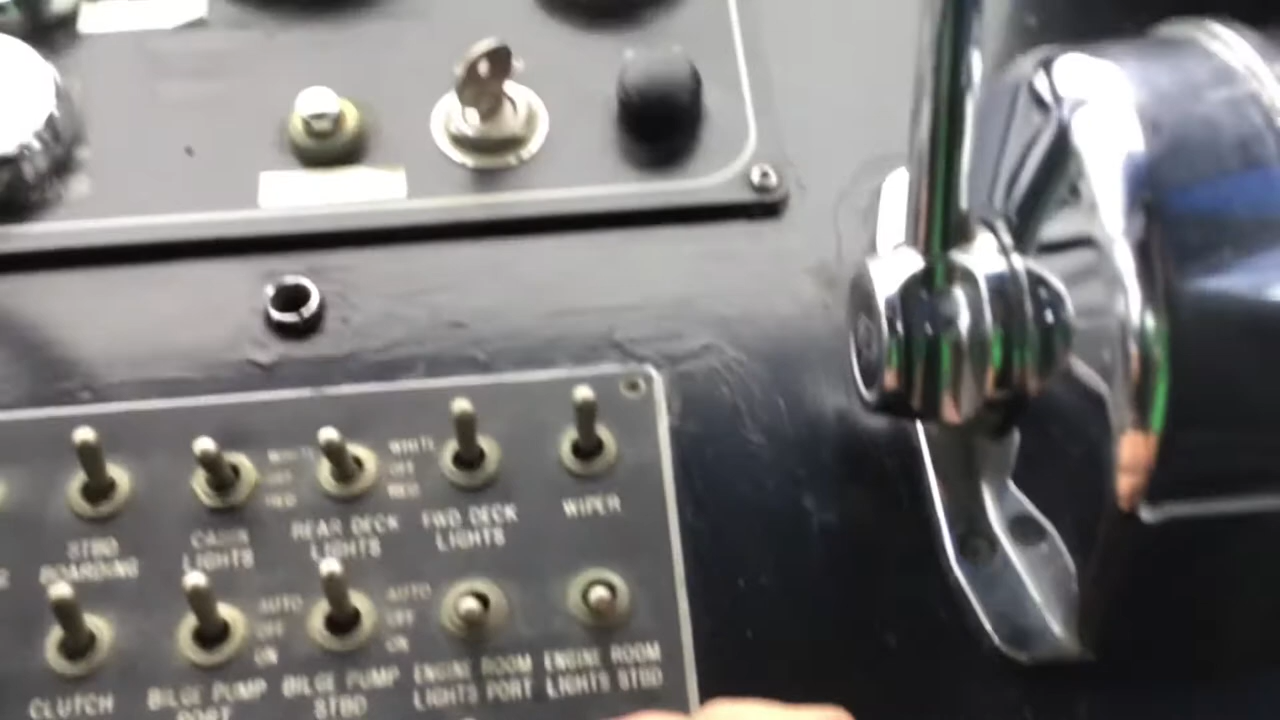 WHITE
OFF
RED
WHITE
OFF
RED
STBD
BOARDING
CABIN
LIGHTS
REAR DECK
LIGHTS
FWD DECK
LIGHTS
WIPER
AUTO
OFF
ON
AUTO
OFF
ON
CLUTCH
BILGE PUMP
PORT
BILGE PUMP
STBD
ENGINE ROOM
LIGHTS PORT
ENGINE ROOM
LIGHTS STBD